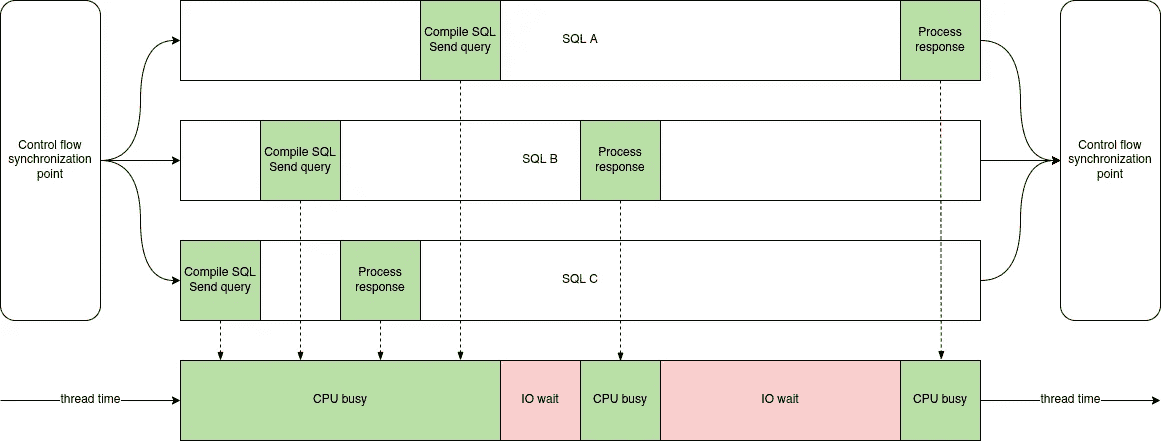 Compile SQL
Send query
SQL A
Process
response
Control flow
synchronization
point
Compile SQL
Send query
SQL B
Process
response
Control flow
synchronization
point
Compile SQL
Send query
Process
response
SQL C
thread time
CPU busy
IO wait
CPU busy
IO wait
CPU busy
thread time